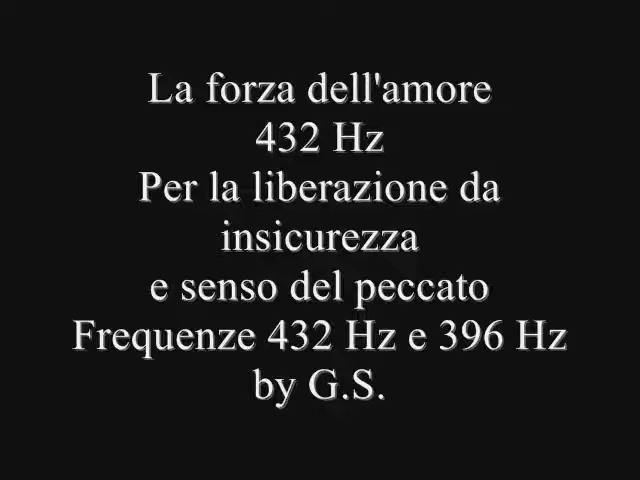 La forza dell'amore
432 Hz
Per la liberazione da
insicurezza
e senso del peccato
Frequenze 432 Hz e 396 Hz
by G.S.